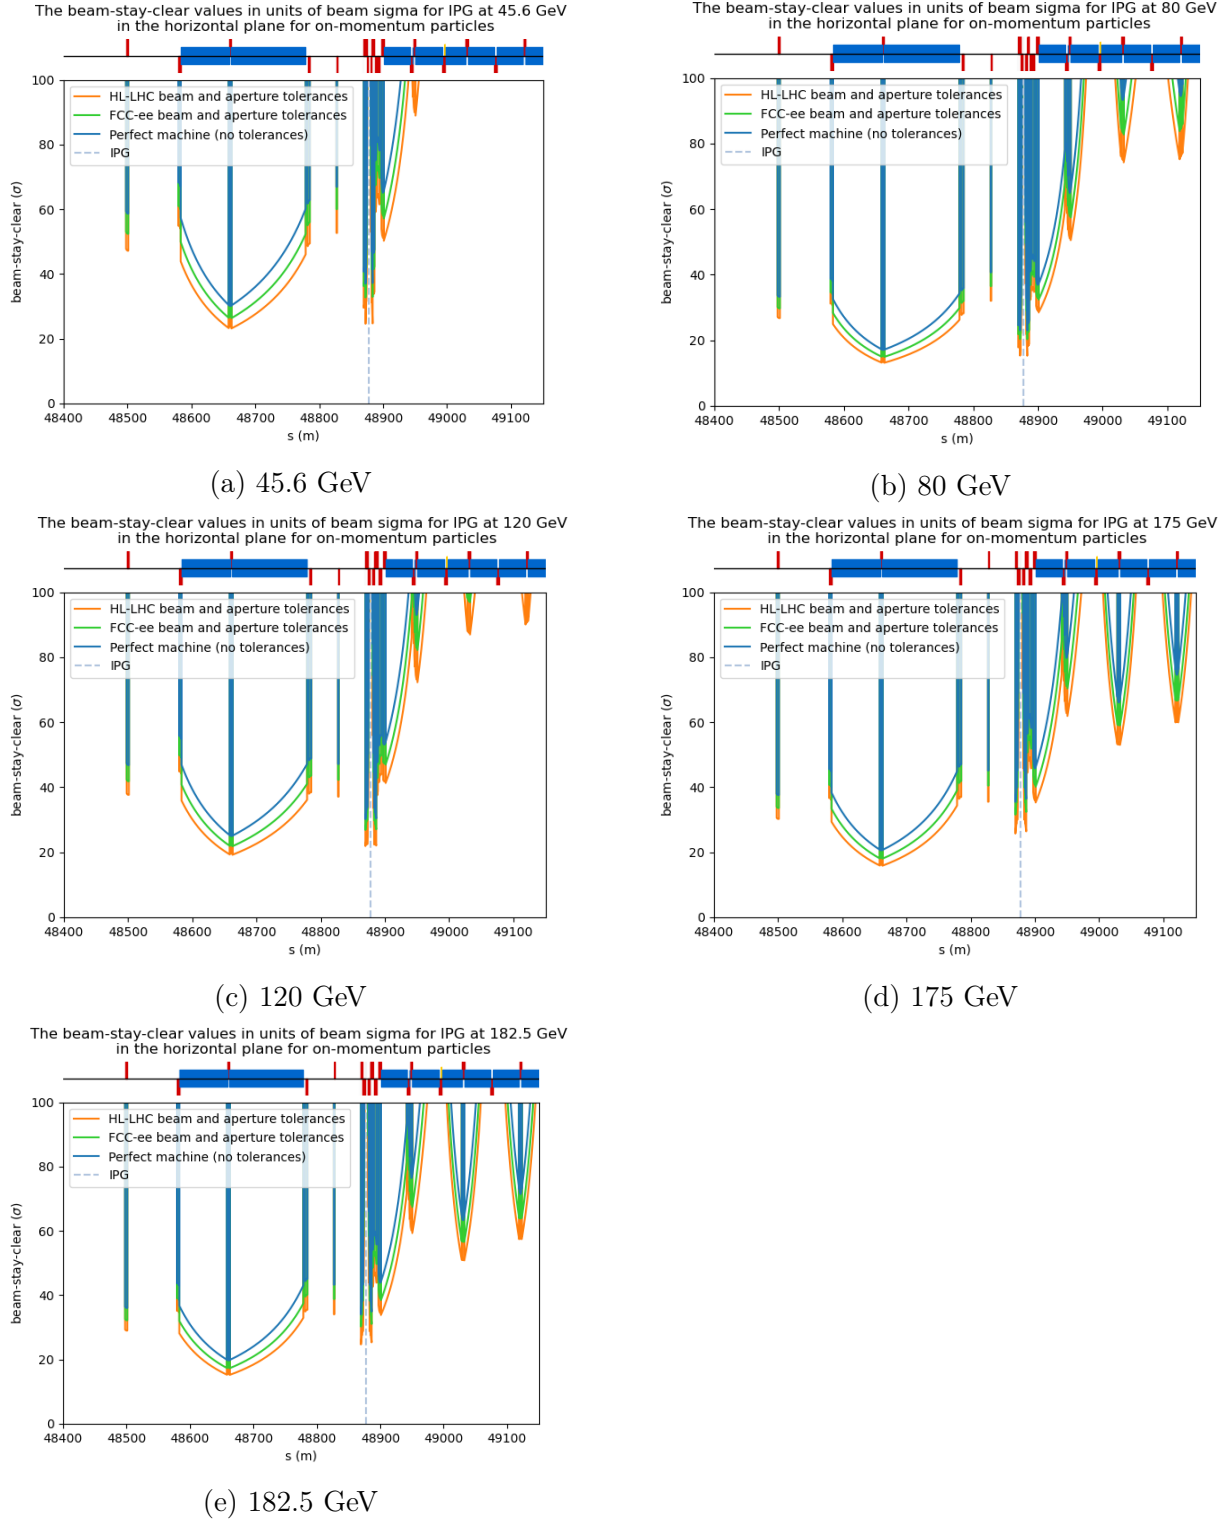 The beam-stay-clear values in units of beam sigma for IPG at 45.6 GeV
in the horizontal plane for on-momentum particles
100
80
60
40
20
0
beam-stay-clear (σ)
HL-LHC beam and aperture tolerances
FCC-ee beam and aperture tolerances
Perfect machine (no tolerances)
IPG
48400 48500 48600 48700 48800 48900 49000 49100
s (m)
(a) 45.6 GeV
The beam-stay-clear values in units of beam sigma for IPG at 80 GeV
in the horizontal plane for on-momentum particles
100
80
60
40
20
0
beam-stay-clear (σ)
HL-LHC beam and aperture tolerances
FCC-ee beam and aperture tolerances
Perfect machine (no tolerances)
IPG
48400 48500 48600 48700 48800 48900 49000 49100
s (m)
(b) 80 GeV
The beam-stay-clear values in units of beam sigma for IPG at 120 GeV
in the horizontal plane for on-momentum particles
100
80
60
40
20
0
beam-stay-clear (σ)
HL-LHC beam and aperture tolerances
FCC-ee beam and aperture tolerances
Perfect machine (no tolerances)
IPG
48400 48500 48600 48700 48800 48900 49000 49100
s (m)
(c) 120 GeV
The beam-stay-clear values in units of beam sigma for IPG at 175 GeV
in the horizontal plane for on-momentum particles
100
80
60
40
20
0
beam-stay-clear (σ)
HL-LHC beam and aperture tolerances
FCC-ee beam and aperture tolerances
Perfect machine (no tolerances)
IPG
48400 48500 48600 48700 48800 48900 49000 49100
s (m)
(d) 175 GeV
The beam-stay-clear values in units of beam sigma for IPG at 182.5 GeV
in the horizontal plane for on-momentum particles
100
80
60
40
20
0
beam-stay-clear (σ)
HL-LHC beam and aperture tolerances
FCC-ee beam and aperture tolerances
Perfect machine (no tolerances)
IPG
48400 48500 48600 48700 48800 48900 49000 49100
s (m)
(e) 182.5 GeV